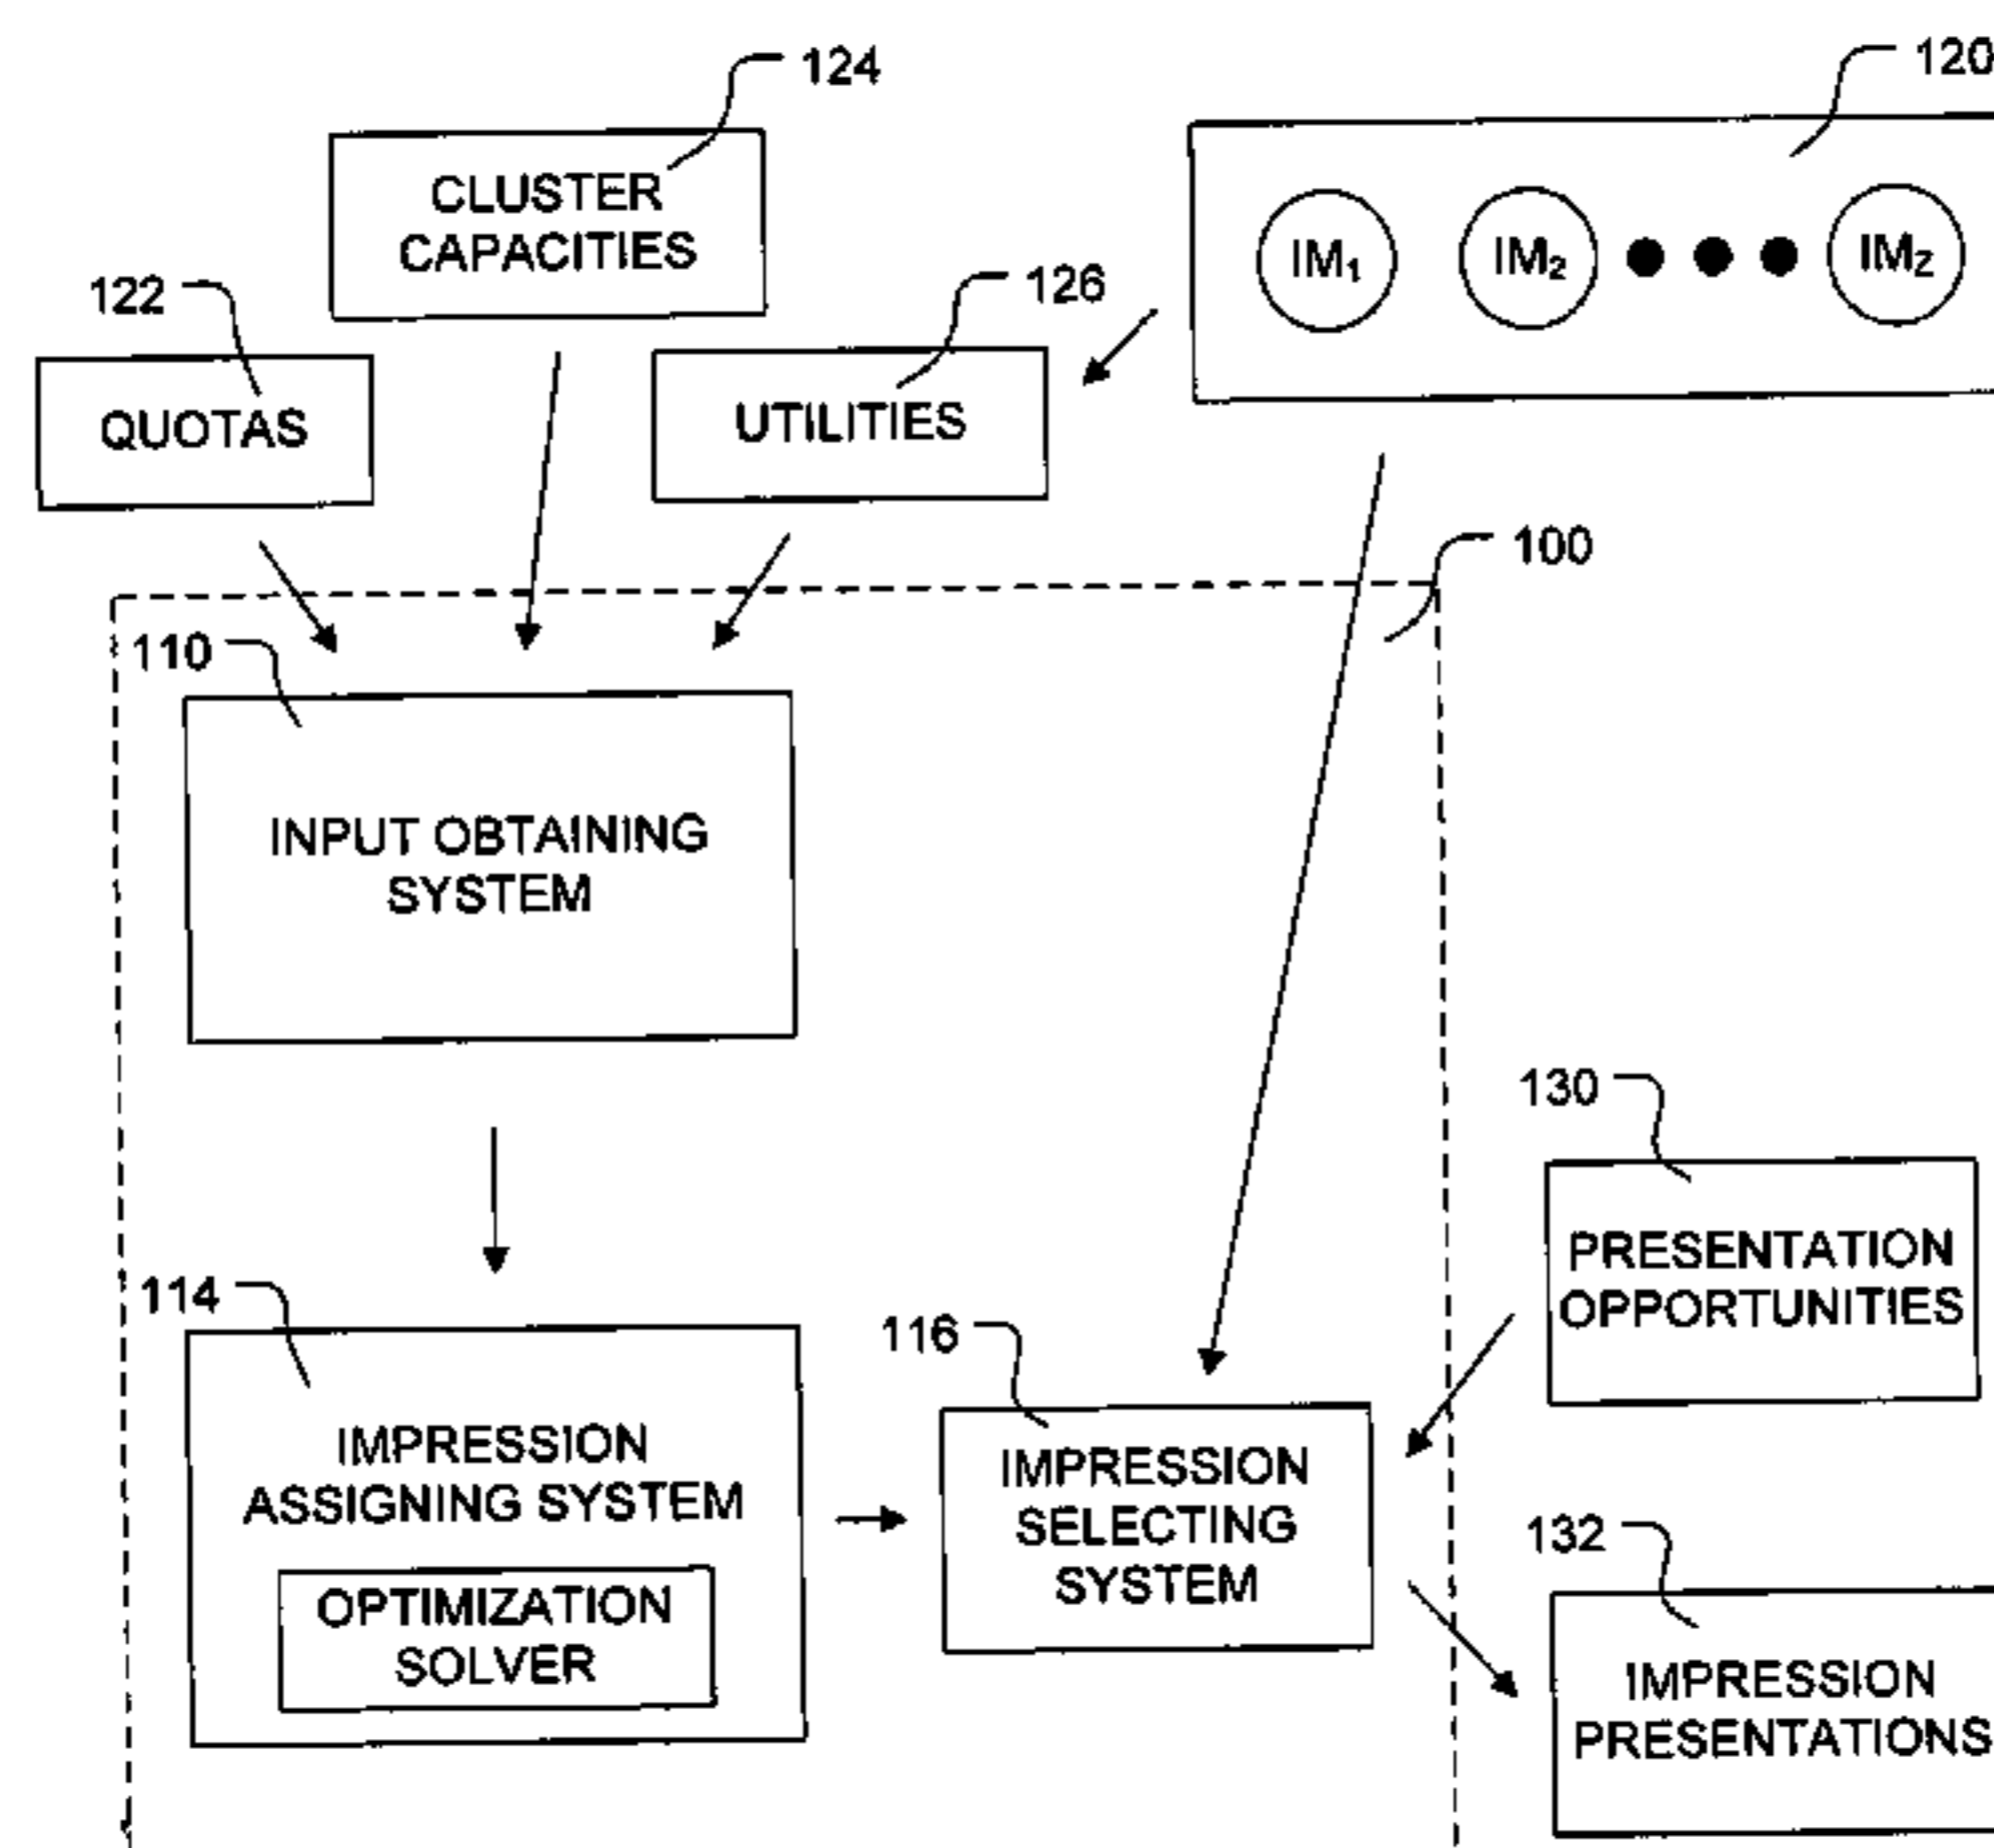 124
120
CLUSTER
CAPACITIES
IM₁ IM₂ IM_Z
122
126
QUOTAS
UTILITIES
100
110
INPUT OBTAINING
SYSTEM
130
PRESENTATION
OPPORTUNITIES
114
116
IMPRESSION
ASSIGNING SYSTEM
IMPRESSION
SELECTING
SYSTEM
OPTIMIZATION
SOLVER
132
IMPRESSION
PRESENTATIONS